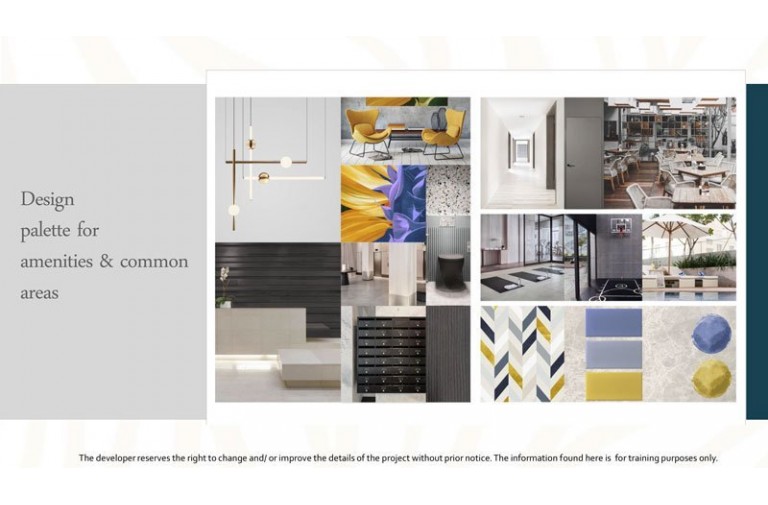 Design
palette for
amenities & common
areas
The developer reserves the right to change and/ or improve the details of the project without prior notice. The information found here is for training purposes only.